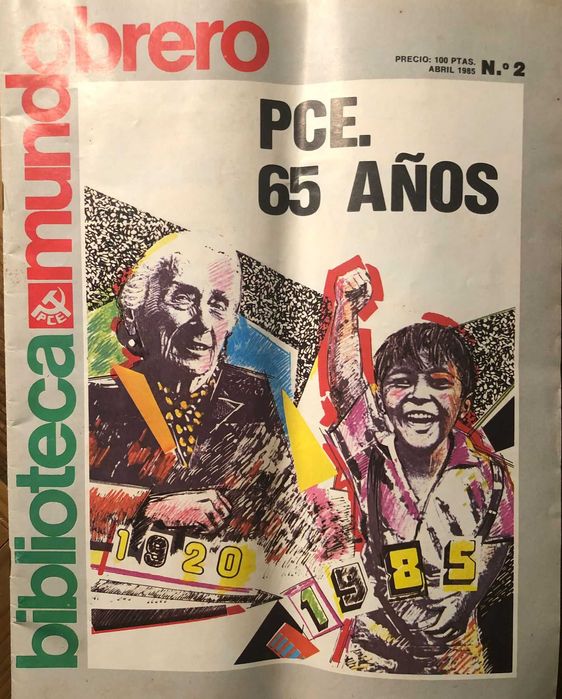 biblioteca
PCE
mundo obrero
PRECIO: 100 PTAS.
ABRIL 1985 N.º 2
PCE.
65 AÑOS
1920
1985